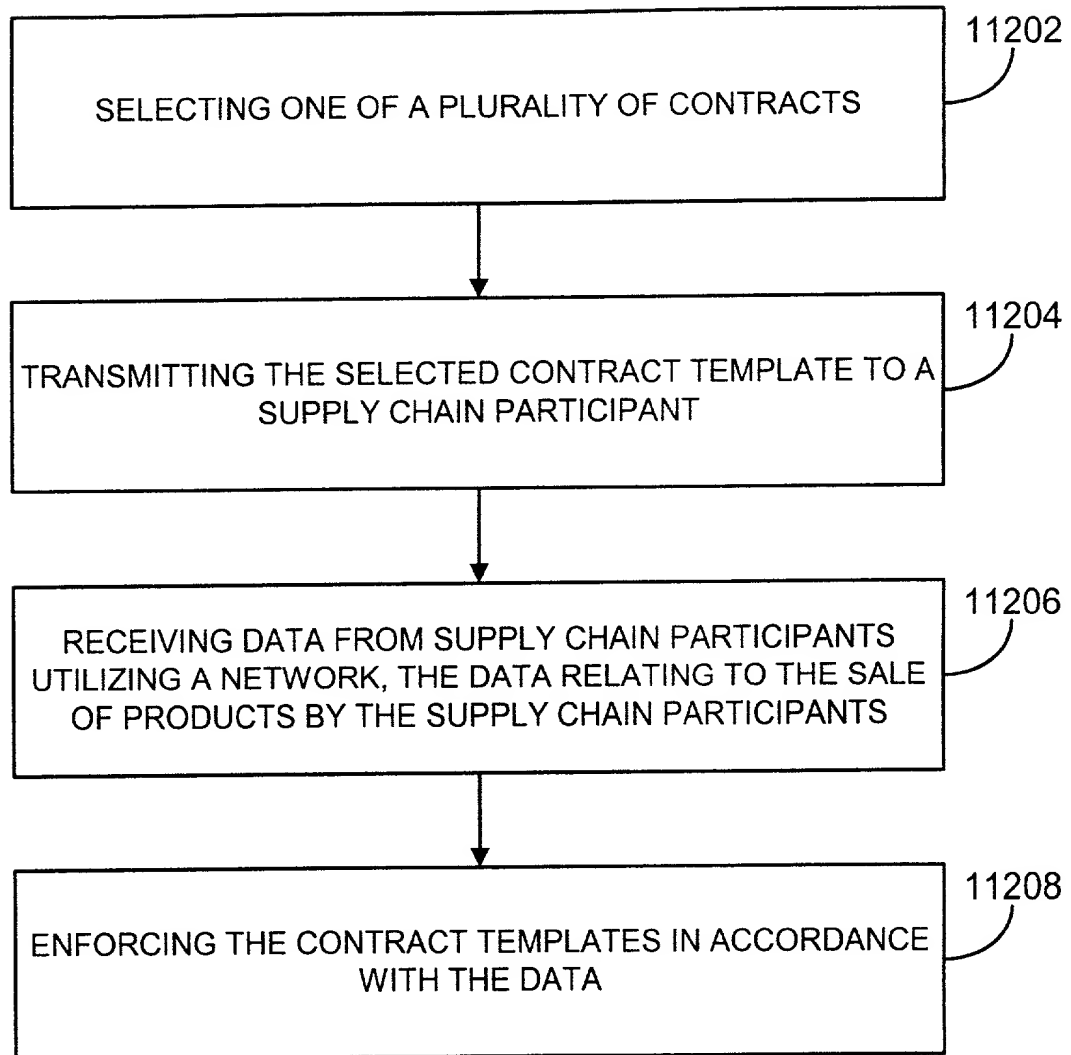 11202
SELECTING ONE OF A PLURALITY OF CONTRACTS
11204
TRANSMITTING THE SELECTED CONTRACT TEMPLATE TO A
SUPPLY CHAIN PARTICIPANT
11206
RECEIVING DATA FROM SUPPLY CHAIN PARTICIPANTS
UTILIZING A NETWORK, THE DATA RELATING TO THE SALE
OF PRODUCTS BY THE SUPPLY CHAIN PARTICIPANTS
11208
ENFORCING THE CONTRACT TEMPLATES IN ACCORDANCE
WITH THE DATA